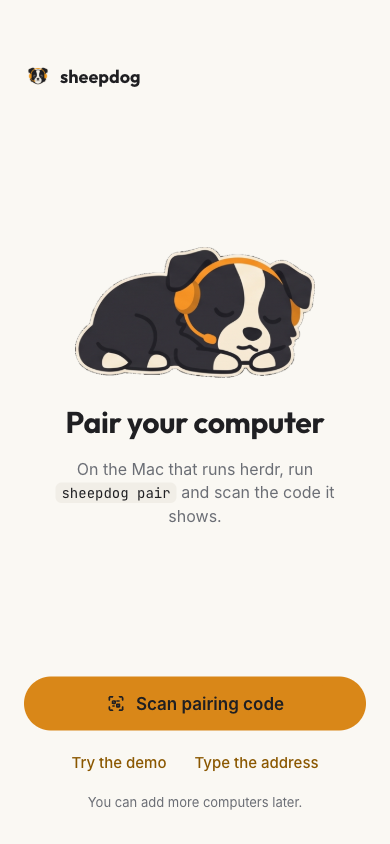 sheepdog
Pair your computer
On the Mac that runs herdr, run
sheepdog pair and scan the code it
shows.
Scan pairing code
Try the demo Type the address
You can add more computers later.